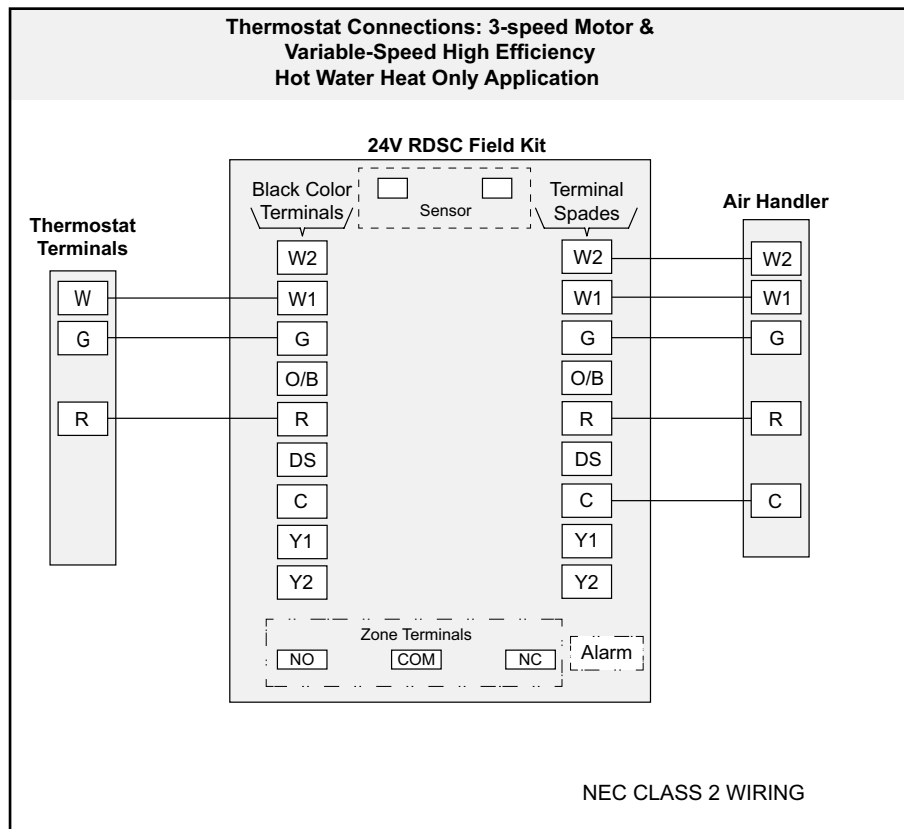 Thermostat Connections: 3-speed Motor &
Variable-Speed High Efficiency
Hot Water Heat Only Application
24V RDSC Field Kit
Black Color
Terminals
Sensor
Terminal
Spades
Thermostat
Terminals
Air Handler
W
G
R
W2
W1
G
O/B
R
DS
C
Y1
Y2
W2
W1
G
O/B
R
DS
C
Y1
Y2
W2
W1
G
R
C
Zone Terminals
NO
COM
NC
Alarm
NEC CLASS 2 WIRING